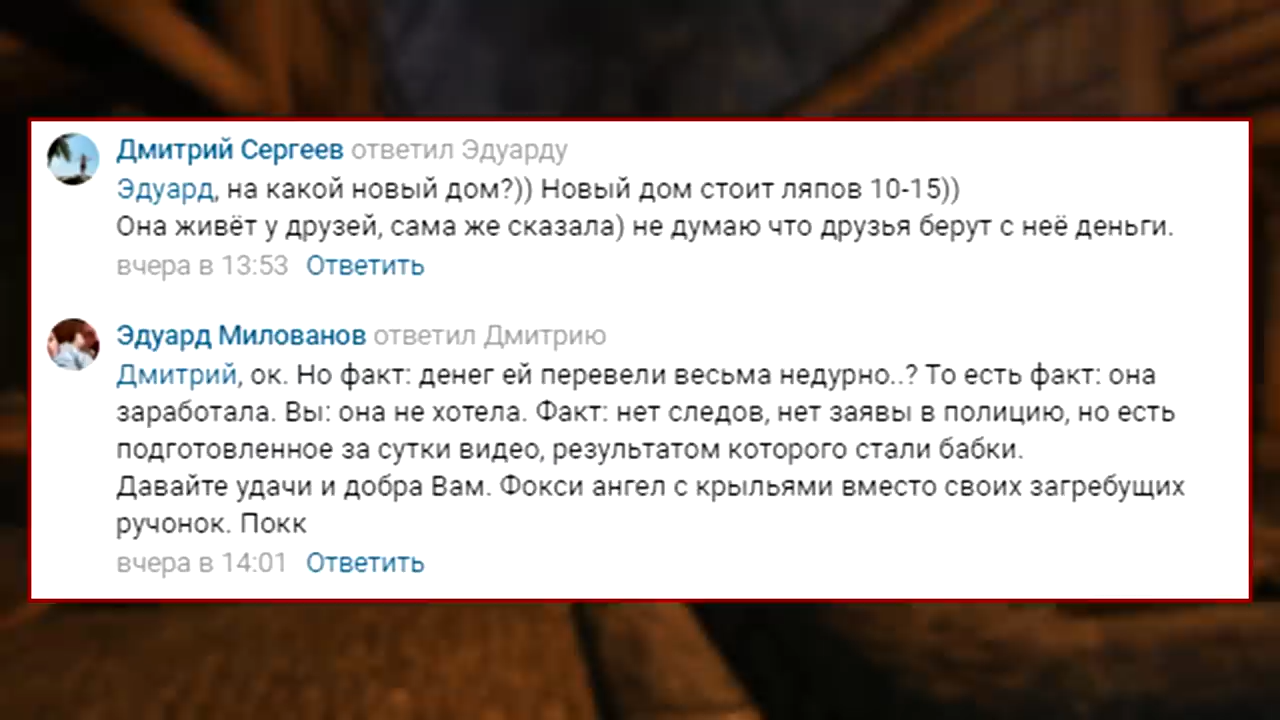 Дмитрий Сергеев ответил Эдуарду
Эдуард, на какой новый дом?)) Новый дом стоит ляпов 10-15))
Она живёт у друзей, сама же сказала) не думаю что друзья берут с неё деньги.
вчера в 13:53 Ответить
Эдуард Милованов ответил Дмитрию
Дмитрий, ок. Но факт: денег ей перевели весьма недурно..? То есть факт: она
заработала. Вы: она не хотела. Факт: нет следов, нет заявы в полицию, но есть
подготовленное за сутки видео, результатом которого стали бабки.
Давайте удачи и добра Вам. Фокси ангел с крыльями вместо своих загребущих
ручонок. Покк
вчера в 14:01 Ответить